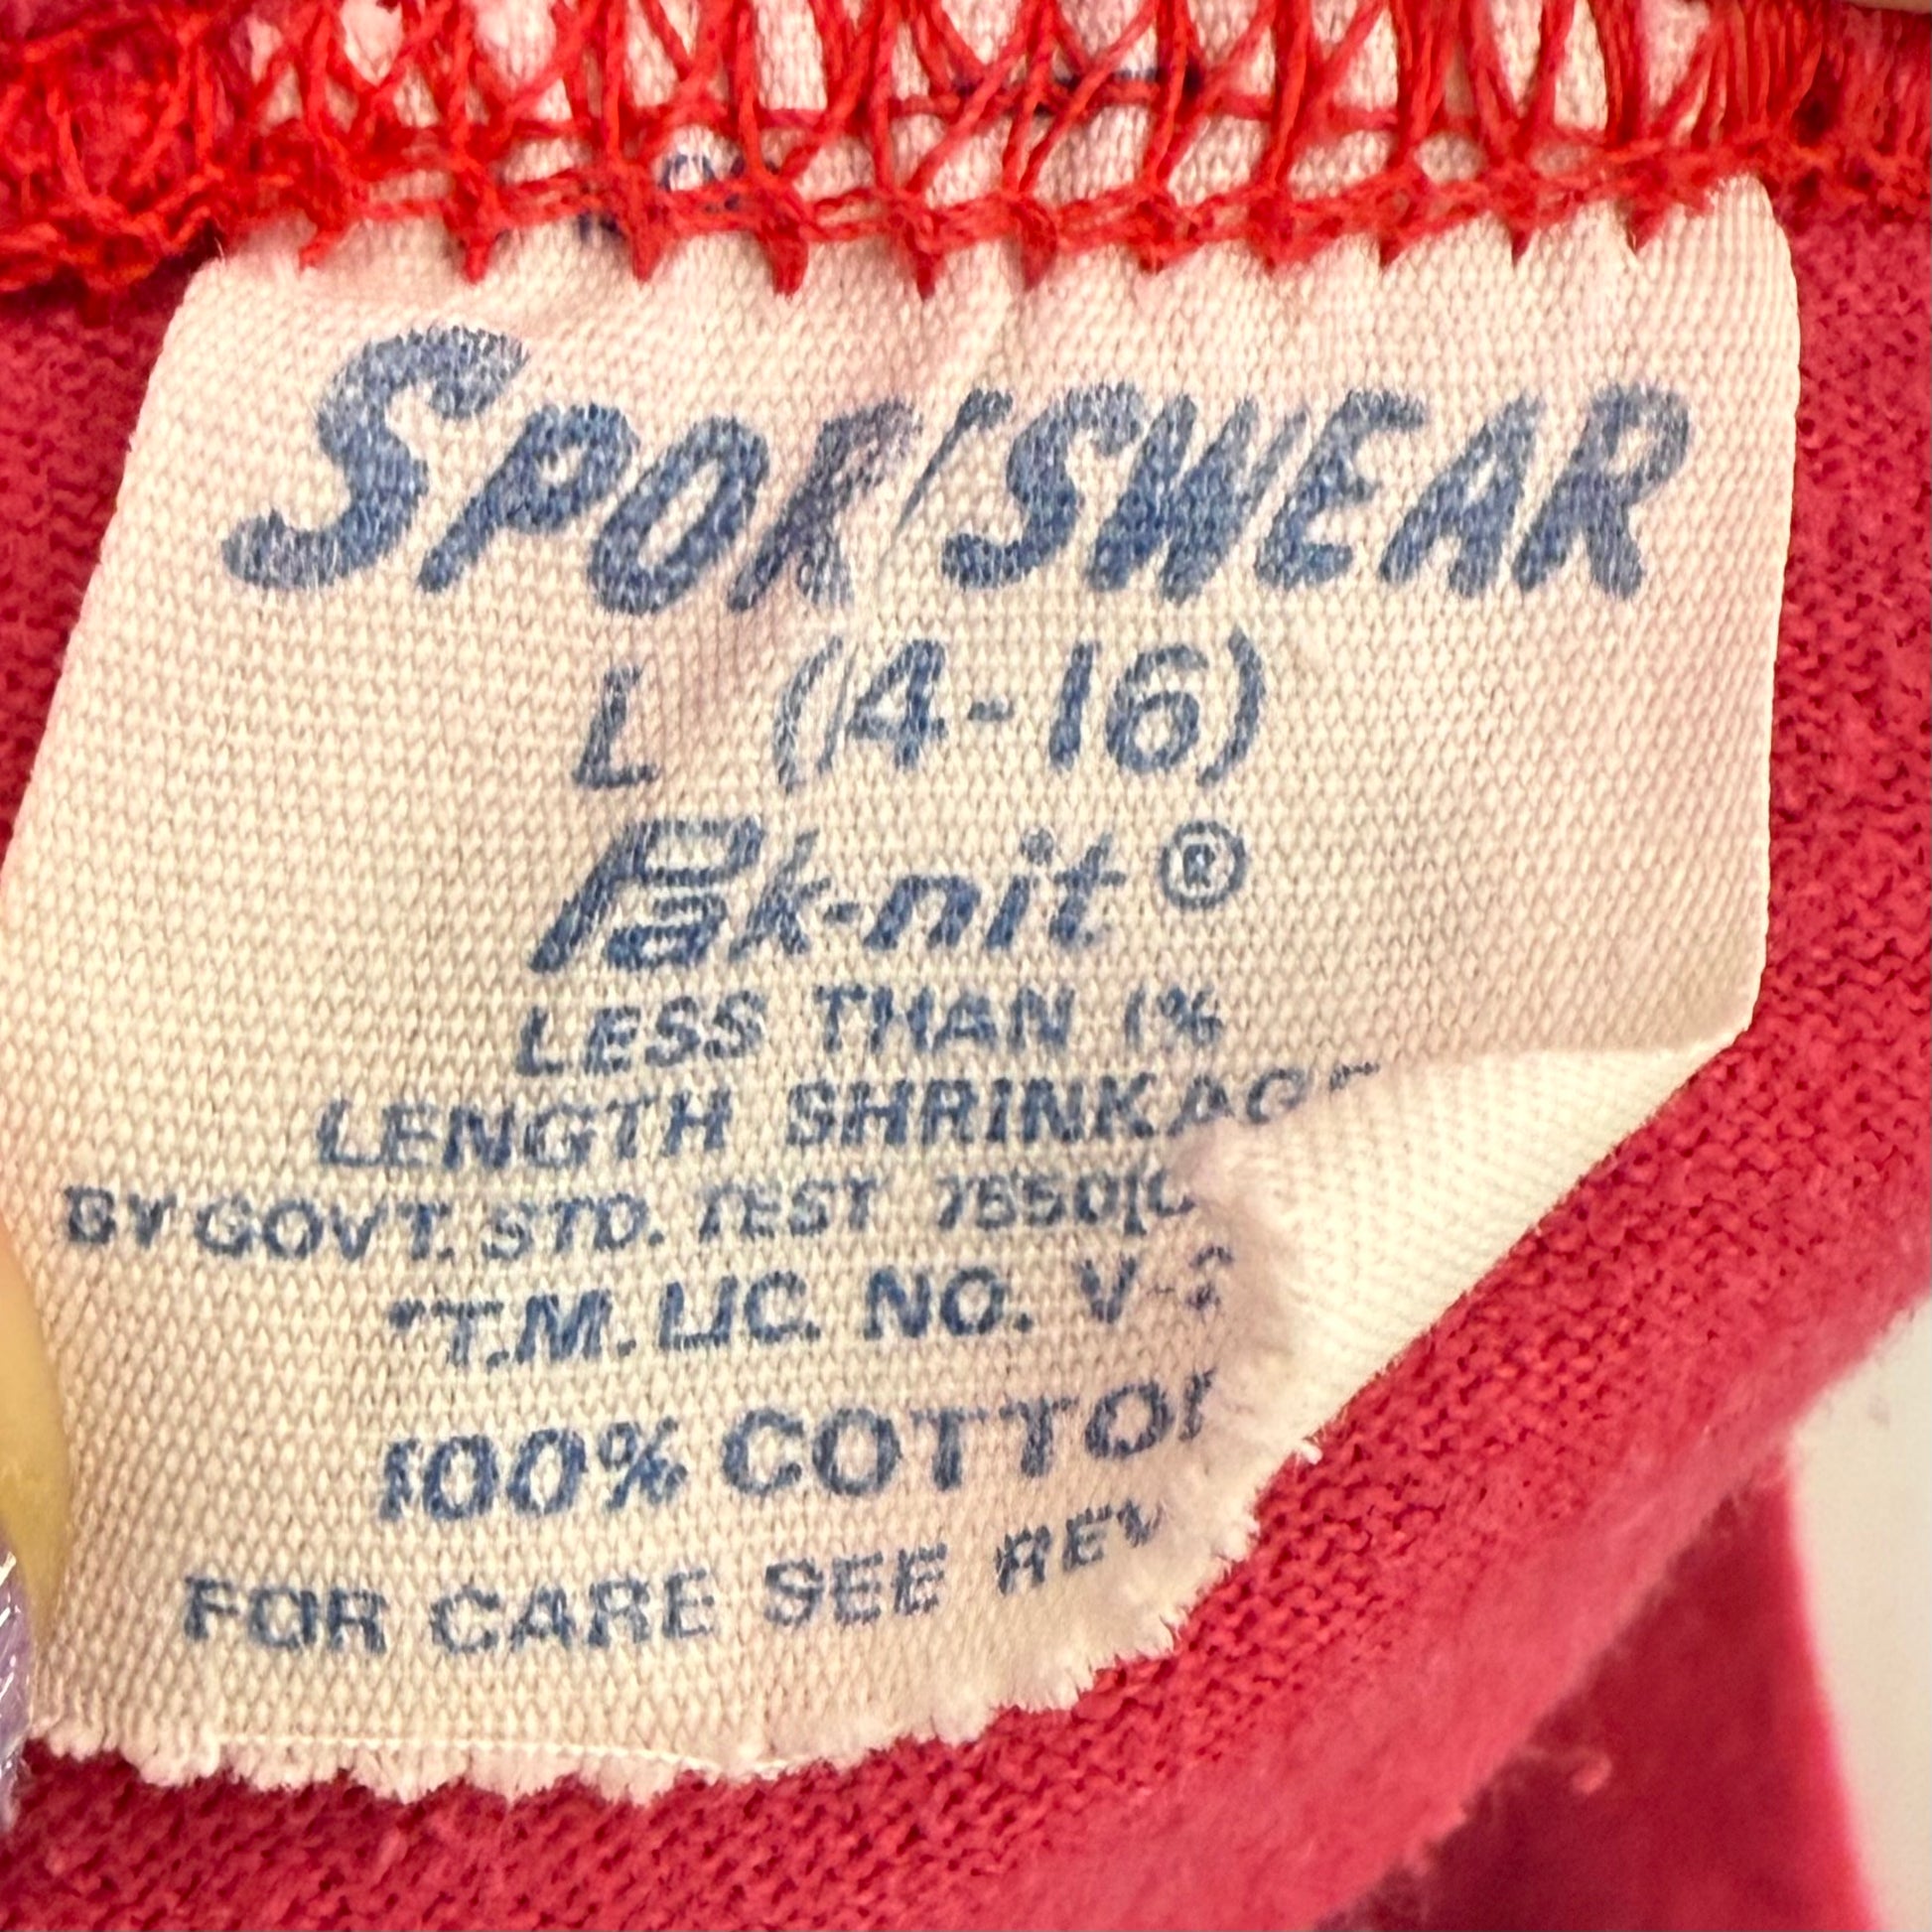 SPORTSWEAR
L (14-16)
Pak-nit ®
LESS THAN 1%
LENGTH SHRINKAGE
BY GOVT. STD. TEST 7550
*T.M. LIC. NO. V-
100% COTTON
FOR CARE SEE